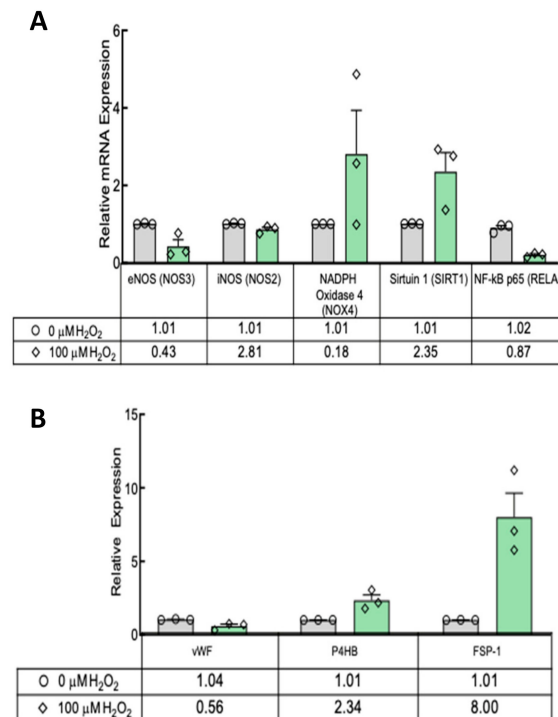 A
Relative mRNA Expression
6
4
2
0
eNOS (NOS3) iNOS (NOS2) NADPH Oxidase 4 (NOX4) Sirtuin 1 (SIRT1) NF-kB p65 (RELA
0 μMH₂O₂ 1.01 1.01 1.01 1.01 1.02
100 μMH₂O₂ 0.43 2.81 0.18 2.35 0.87
B
Relative Expression
15
10
5
0
vWF P4HB FSP-1
0 μMH₂O₂ 1.04 1.01 1.01
100 μMH₂O₂ 0.56 2.34 8.00